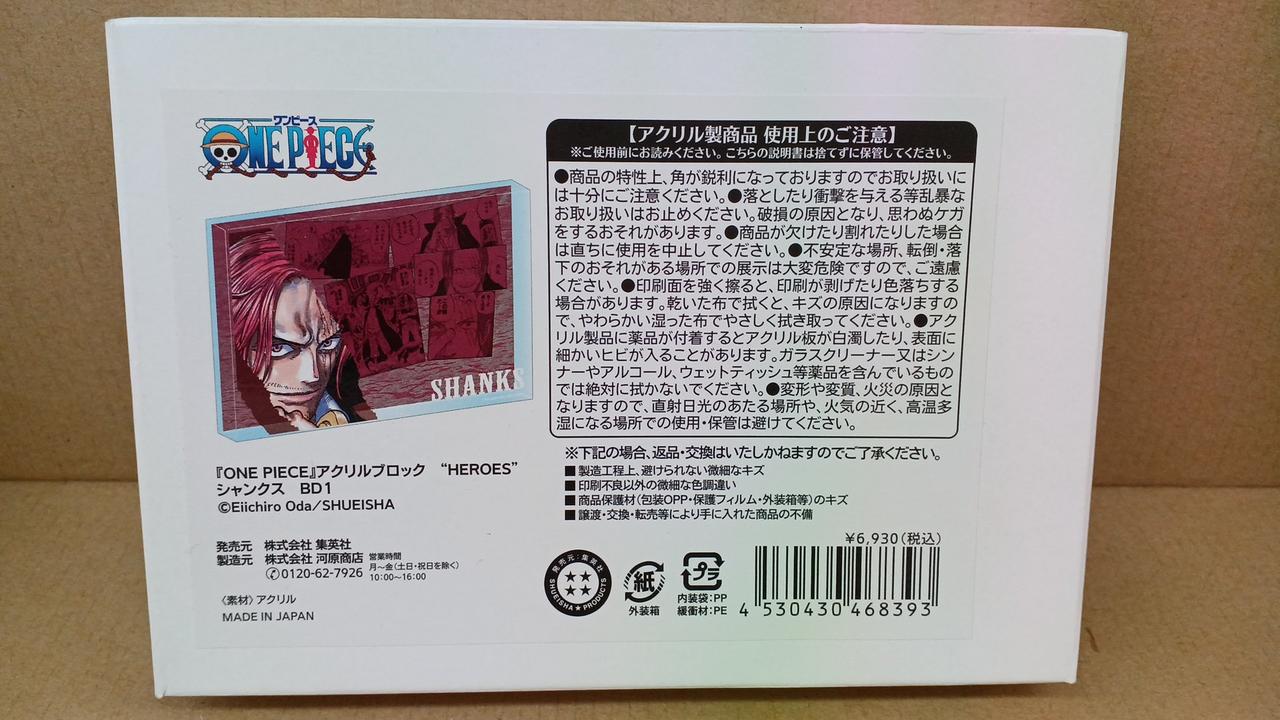 ワンピース
ONE PIECE
SHANKS
『ONE PIECE』アクリルブロック “HEROES”
シャンクス BD1
©Eiichiro Oda/SHUEISHA
発売元 株式会社 集英社
製造元 株式会社 河原商店
0120-62-7926
営業時間
月~金(土日・祝日を除く)
10:00~16:00
〈素材〉アクリル
MADE IN JAPAN
【アクリル製商品 使用上のご注意】
※ご使用前にお読みください。こちらの説明書は捨てずに保管してください。
●商品の特性上、角が鋭利になっておりますのでお取り扱いに
は十分にご注意ください。●落としたり衝撃を与える等乱暴な
お取り扱いはお止めください。破損の原因となり、思わぬケガ
をするおそれがあります。●商品が欠けたり割れたりした場合
は直ちに使用を中止してください。●不安定な場所、転倒・落
下のおそれがある場所での展示は大変危険ですので、ご遠慮
ください。●印刷面を強く擦ると、印刷が剥げたり色落ちする
場合があります。乾いた布で拭くと、キズの原因になりますの
で、やわらかい湿った布でやさしく拭き取ってください。●アク
リル製品に薬品が付着するとアクリル板が白濁したり、表面に
細かいヒビが入ることがあります。ガラスクリーナー又はシン
ナーやアルコール、ウェットティッシュ等薬品を含んでいるもの
では絶対に拭かないでください。●変形や変質、火災の原因と
なりますので、直射日光のあたる場所や、火気の近く、高温多
湿になる場所での使用・保管は避けてください。
※下記の場合、返品・交換はいたしかねますのでご了承ください。
■製造工程上、避けられない微細なキズ
■印刷不良以外の微細な色調違い
■商品保護材(包装OPP・保護フィルム・外装箱等)のキズ
■譲渡・交換・転売等により手に入れた商品の不備
¥6,930(税込)
発売元:集英社
SHUEISHA★PRODUCTS
紙
外装箱
プラ
内装袋:PP
緩衝材:PE
4 530430 468393